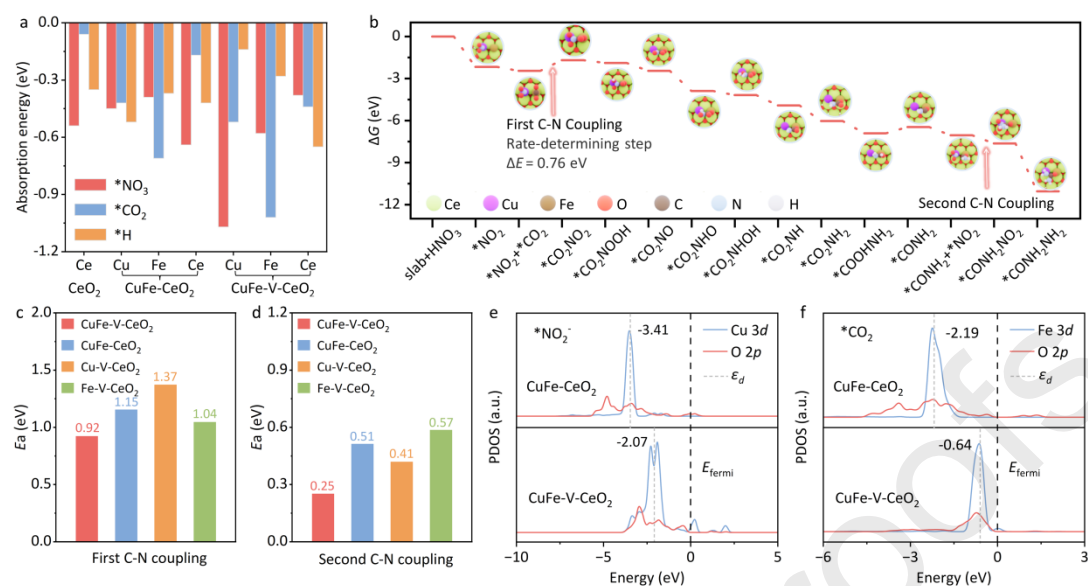 a
Absorption energy (eV)
0.0
-0.3
-0.6
-0.9
-1.2
*NO₃
*CO₂
*H
Ce
Cu
Fe
Ce
Cu
Fe
Ce
CeO₂
CuFe-CeO₂
CuFe-V-CeO₂
b
ΔG (eV)
0
-3
-6
-9
-12
First C-N Coupling
Rate-determining step
ΔE = 0.76 eV
Second C-N Coupling
Ce
Cu
Fe
O
C
N
H
slab+HNO₃
*NO₂
*NO₂+*CO₂
*CO₂NO₂
*CO₂NOOH
*CO₂NO
*CO₂NHO
*CO₂NHOH
*CO₂NH
*CO₂NH₂
*COOHNH₂
*CONH₂
*CONH₂+*NO₂
*CONH₂NO₂
*CONH₂NH₂
c
Ea (eV)
2.0
1.5
1.0
0.5
0.0
CuFe-V-CeO₂
CuFe-CeO₂
Cu-V-CeO₂
Fe-V-CeO₂
0.92
1.15
1.37
1.04
First C-N coupling
d
Ea (eV)
1.2
0.9
0.6
0.3
0.0
CuFe-V-CeO₂
CuFe-CeO₂
Cu-V-CeO₂
Fe-V-CeO₂
0.25
0.51
0.41
0.57
Second C-N coupling
e
PDOS (a.u.)
*NO₂⁻
-3.41
Cu 3d
O 2p
εd
CuFe-CeO₂
-2.07
Efermi
CuFe-V-CeO₂
-10
-5
0
5
Energy (eV)
f
PDOS (a.u.)
*CO₂
-2.19
Fe 3d
O 2p
εd
CuFe-CeO₂
-0.64
Efermi
CuFe-V-CeO₂
-6
-3
0
3
Energy (eV)